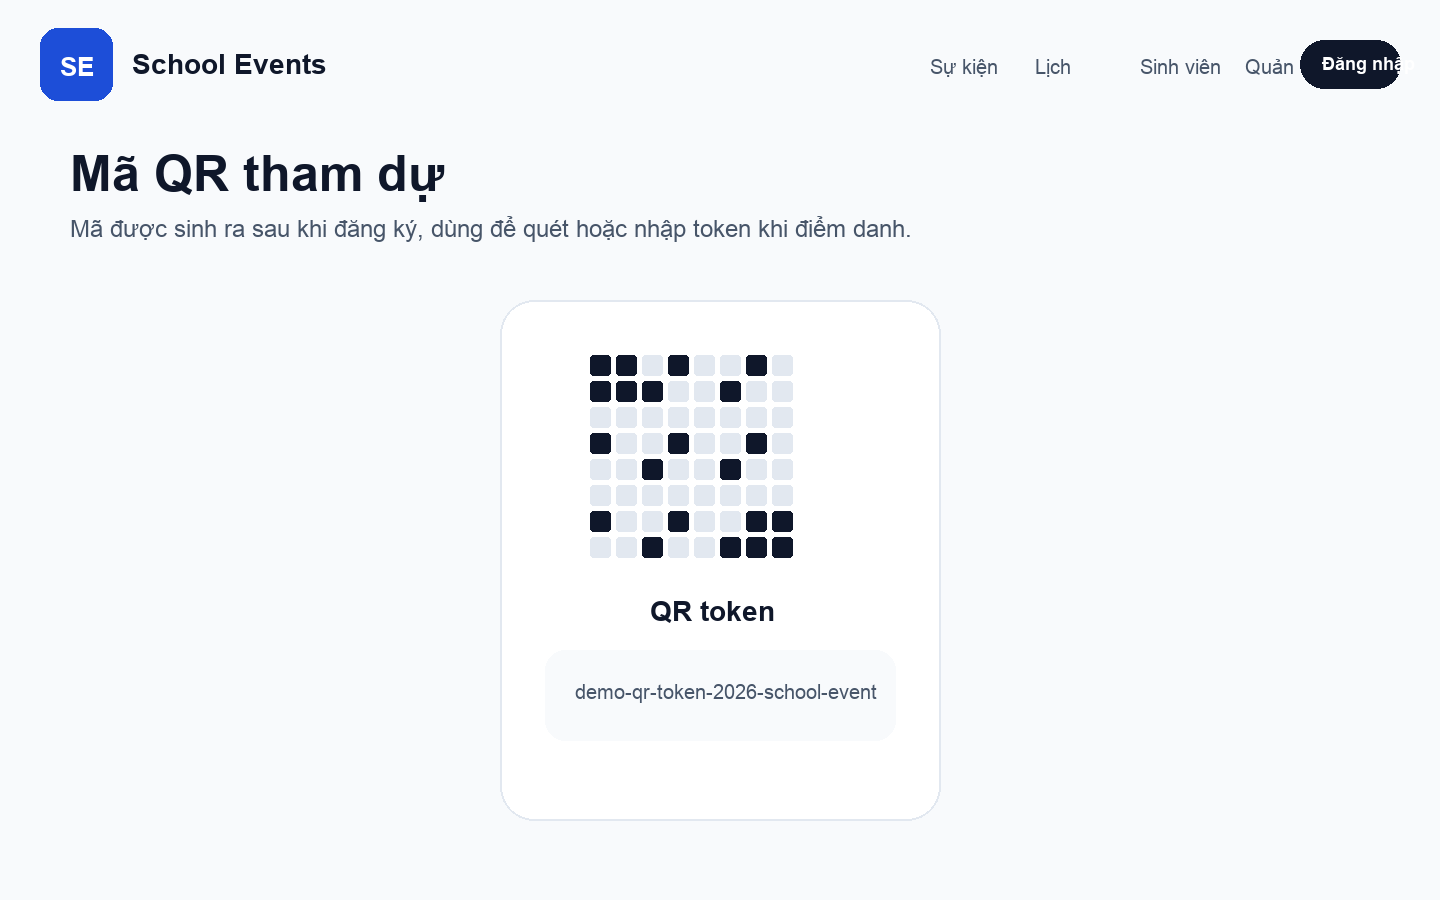 SE
School Events
Sự kiện
Lịch
Sinh viên
Quản
Đăng nhập
Mã QR tham dự
Mã được sinh ra sau khi đăng ký, dùng để quét hoặc nhập token khi điểm danh.
QR token
demo-qr-token-2026-school-event